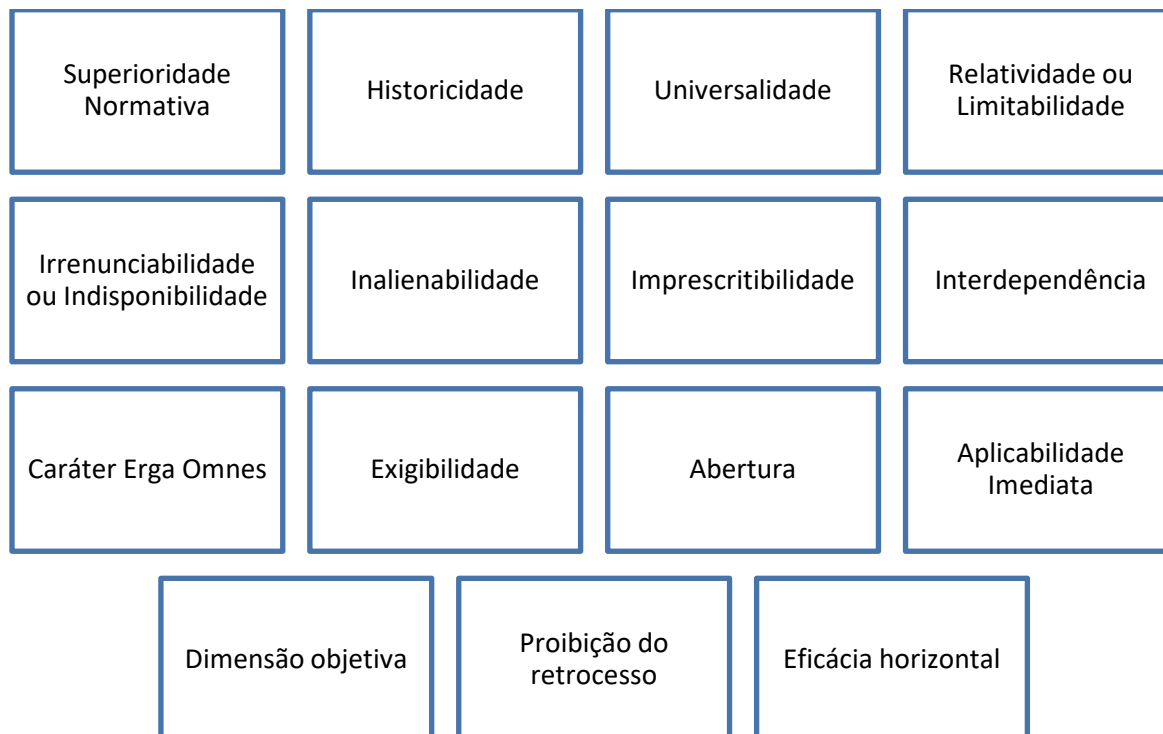 Superioridade
Normativa
Historicidade
Universalidade
Relatividade ou
Limitabilidade
Irrenunciabilidade
ou Indisponibilidade
Inalienabilidade
Imprescritibilidade
Interdependência
Caráter Erga Omnes
Exigibilidade
Abertura
Aplicabilidade
Imediata
Dimensão objetiva
Proibição do
retrocesso
Eficácia horizontal